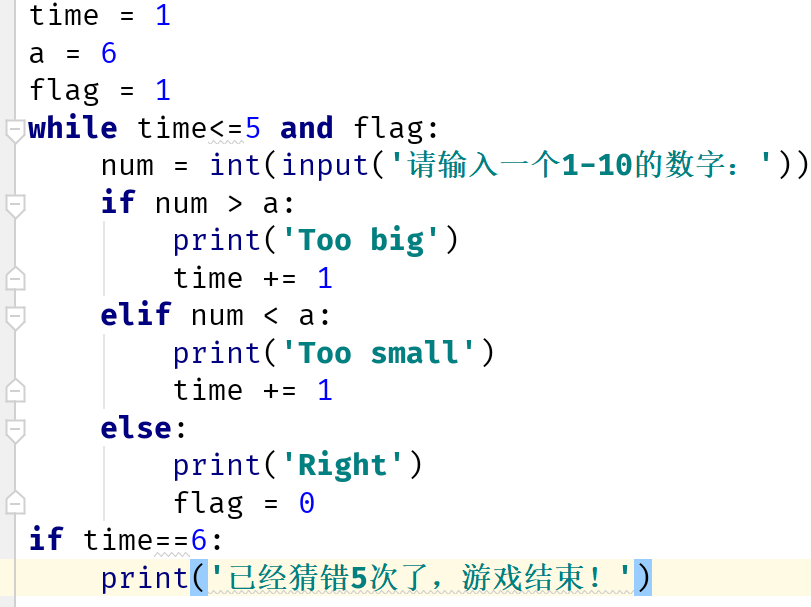 time = 1
a = 6
flag = 1
while time<=5 and flag:
    num = int(input('请输入一个1-10的数字：'))
    if num > a:
        print('Too big')
        time += 1
    elif num < a:
        print('Too small')
        time += 1
    else:
        print('Right')
        flag = 0
if time==6:
    print('已经猜错5次了，游戏结束！')